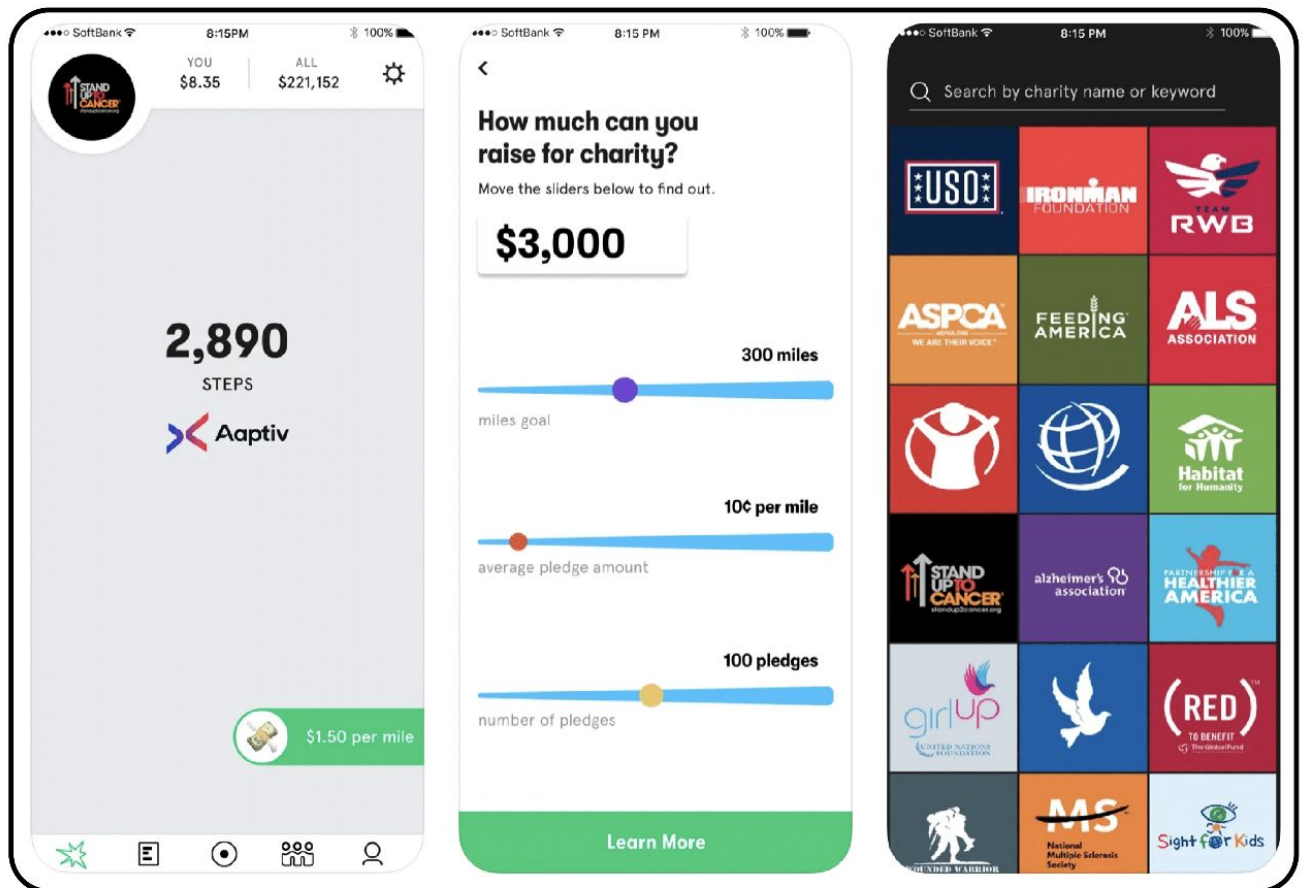 SoftBank
8:15PM
100%
YOU
$8.35
ALL
$221,152
STAND
UP TO
CANCER
standup2cancer.org
2,890
STEPS
Aaptiv
$1.50 per mile
SoftBank
8:15 PM
100%
How much can you
raise for charity?
Move the sliders below to find out.
$3,000
300 miles
miles goal
10¢ per mile
average pledge amount
100 pledges
number of pledges
Learn More
SoftBank
8:15 PM
100%
Search by charity name or keyword
USO
IRONMAN
FOUNDATION
TEAM
RWB
ASPCA
WE ARE THEIR VOICE
FEEDING
AMERICA
ALS
ASSOCIATION
Habitat
for Humanity
STAND
UP TO
CANCER
standup2cancer.org
alzheimer's
association
PARTNERSHIP FOR A
HEALTHIER
AMERICA
girl up
UNITED NATIONS
FOUNDATION
(RED)™
TO BENEFIT
The Global Fund
WOUNDED WARRIOR
MS
National
Multiple Sclerosis
Society
Sight for Kids